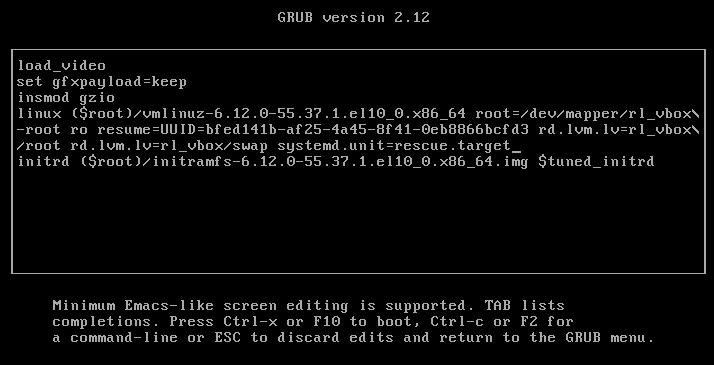 GRUB version 2.12
load_video
set gfxpayload=keep
insmod gzio
linux ($root)/vmlinuz-6.12.0-55.37.1.el10_0.x86_64 root=/dev/mapper/rl_vbox\
-root ro resume=UUID=bfed141b-af25-4a45-8f41-0eb8866bcfd3 rd.lvm.lv=rl_vbox\
/root rd.lvm.lv=rl_vbox/swap systemd.unit=rescue.target_
initrd ($root)/initramfs-6.12.0-55.37.1.el10_0.x86_64.img $tuned_initrd
Minimum Emacs-like screen editing is supported. TAB lists
completions. Press Ctrl-x or F10 to boot, Ctrl-c or F2 for
a command-line or ESC to discard edits and return to the GRUB menu.